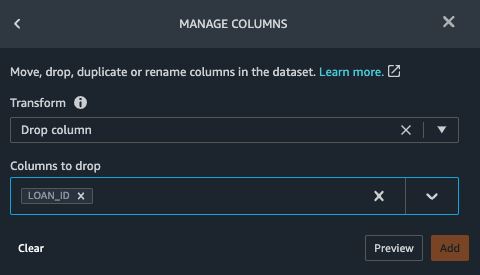 MANAGE COLUMNS
Move, drop, duplicate or rename columns in the dataset. Learn more.
Transform
Drop column
Columns to drop
LOAN_ID
Clear
Preview
Add